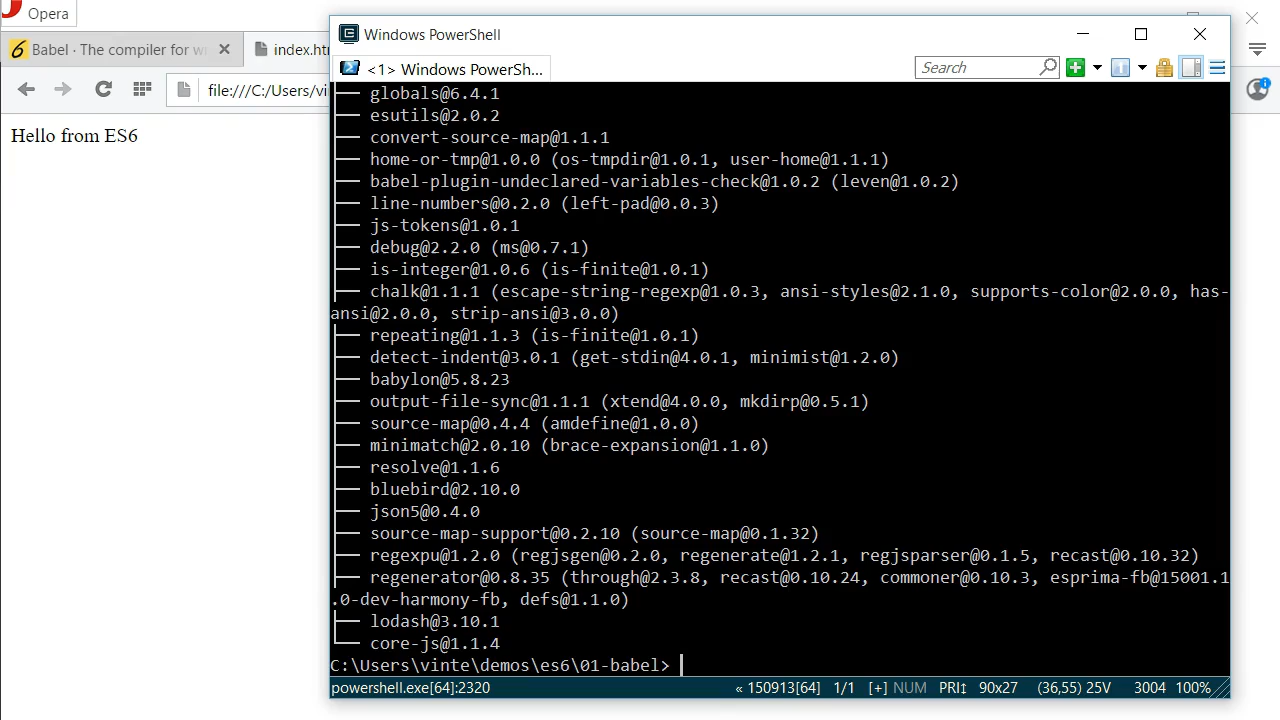 Opera
Babel · The compiler for w
index.ht
file:///C:/Users/vi
Hello from ES6
Windows PowerShell
<1> Windows PowerSh...
Search
├── globals@6.4.1
├── esutils@2.0.2
├── convert-source-map@1.1.1
├── home-or-tmp@1.0.0 (os-tmpdir@1.0.1, user-home@1.1.1)
├── babel-plugin-undeclared-variables-check@1.0.2 (leven@1.0.2)
├── line-numbers@0.2.0 (left-pad@0.0.3)
├── js-tokens@1.0.1
├── debug@2.2.0 (ms@0.7.1)
├── is-integer@1.0.6 (is-finite@1.0.1)
├── chalk@1.1.1 (escape-string-regexp@1.0.3, ansi-styles@2.1.0, supports-color@2.0.0, has-
ansi@2.0.0, strip-ansi@3.0.0)
├── repeating@1.1.3 (is-finite@1.0.1)
├── detect-indent@3.0.1 (get-stdin@4.0.1, minimist@1.2.0)
├── babylon@5.8.23
├── output-file-sync@1.1.1 (xtend@4.0.0, mkdirp@0.5.1)
├── source-map@0.4.4 (amdefine@1.0.0)
├── minimatch@2.0.10 (brace-expansion@1.1.0)
├── resolve@1.1.6
├── bluebird@2.10.0
├── json5@0.4.0
├── source-map-support@0.2.10 (source-map@0.1.32)
├── regexpu@1.2.0 (regjsgen@0.2.0, regenerate@1.2.1, regjsparser@0.1.5, recast@0.10.32)
├── regenerator@0.8.35 (through@2.3.8, recast@0.10.24, commoner@0.10.3, esprima-fb@15001.1
.0-dev-harmony-fb, defs@1.1.0)
├── lodash@3.10.1
└── core-js@1.1.4
C:\Users\vinte\demos\es6\01-babel>
powershell.exe[64]:2320 « 150913[64] 1/1 [+] NUM PRI↕ 90x27 (36,55) 25V 3004 100%